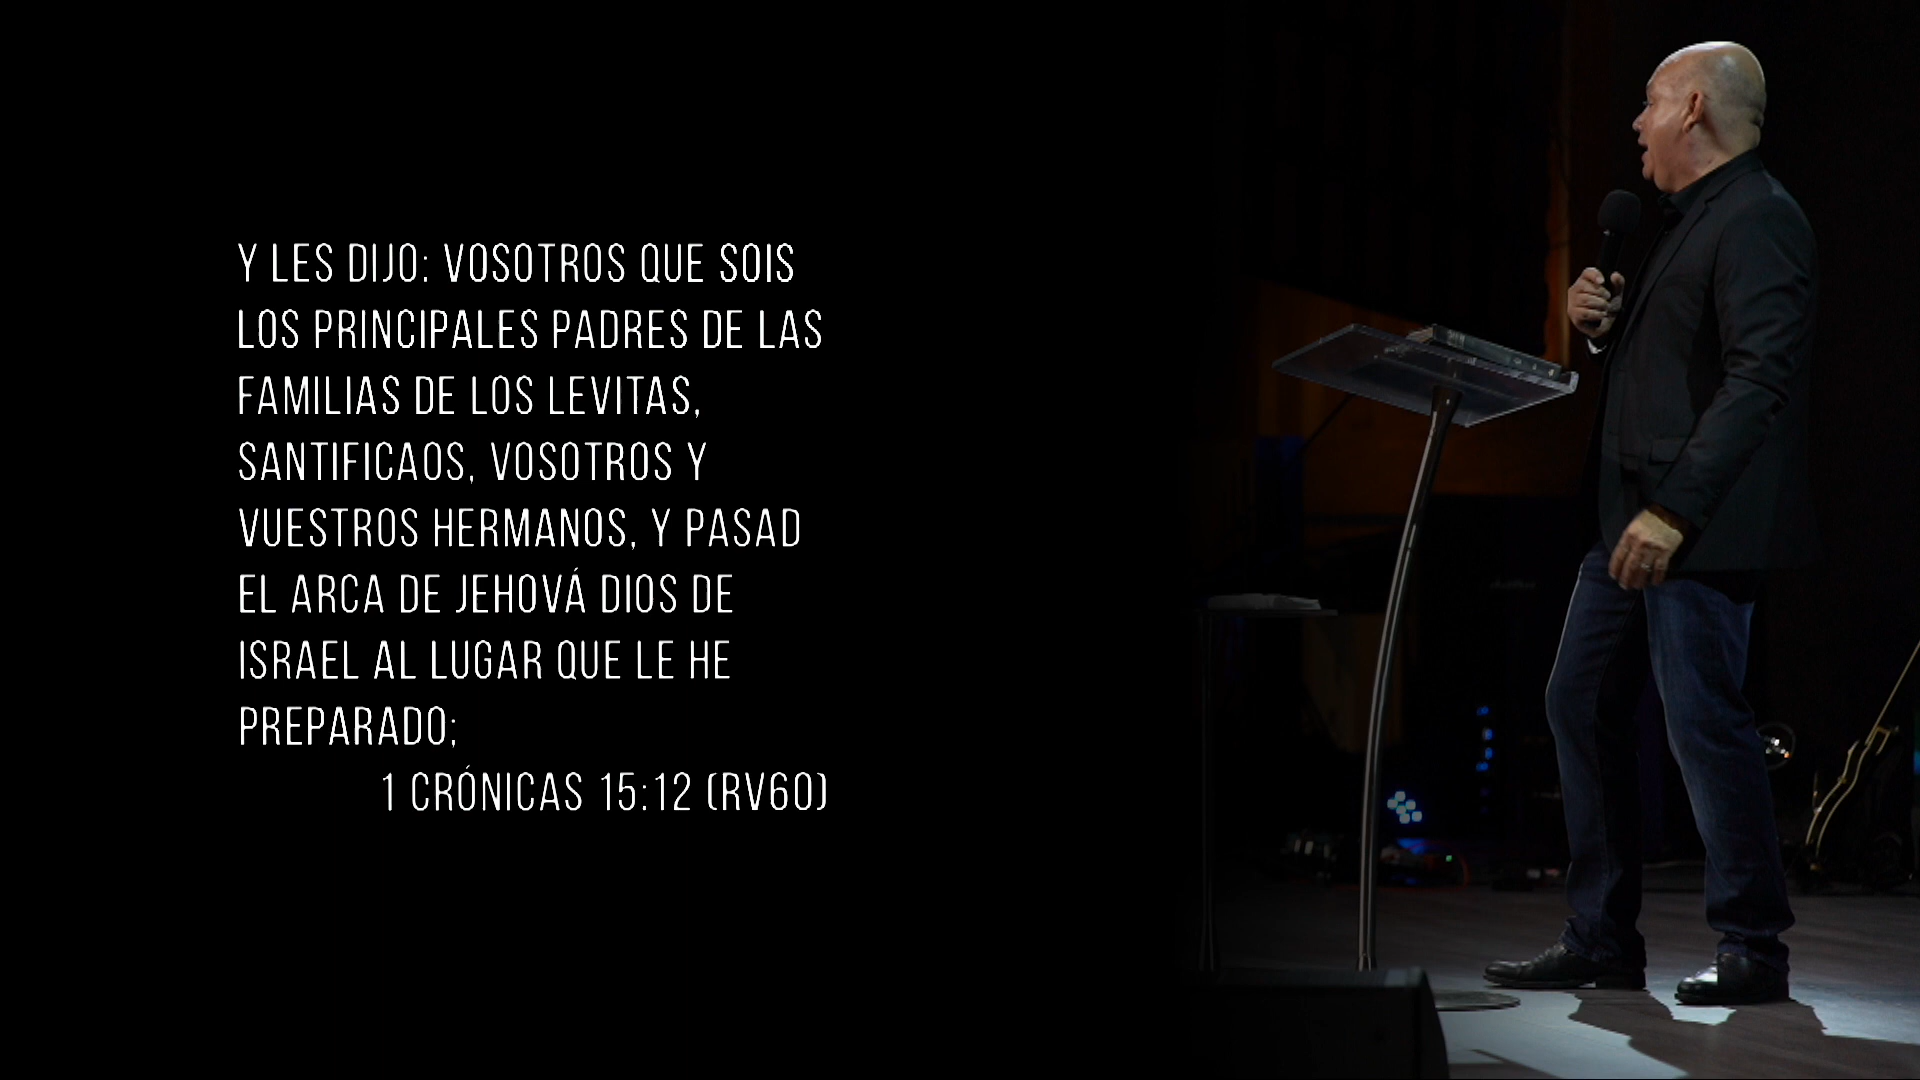 Y LES DIJO: VOSOTROS QUE SOIS
LOS PRINCIPALES PADRES DE LAS
FAMILIAS DE LOS LEVITAS,
SANTIFICAOS, VOSOTROS Y
VUESTROS HERMANOS, Y PASAD
EL ARCA DE JEHOVÁ DIOS DE
ISRAEL AL LUGAR QUE LE HE
PREPARADO;
1 CRÓNICAS 15:12 (RV60)